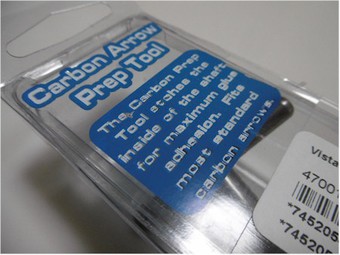 Carbon Arrow
Prep Tool
The Carbon Prep
Tool etches the
inside of the shaft
for maximum glue
adhesion. Fits
most standard
carbon arrows.
Vista
47001
*745205
*745205